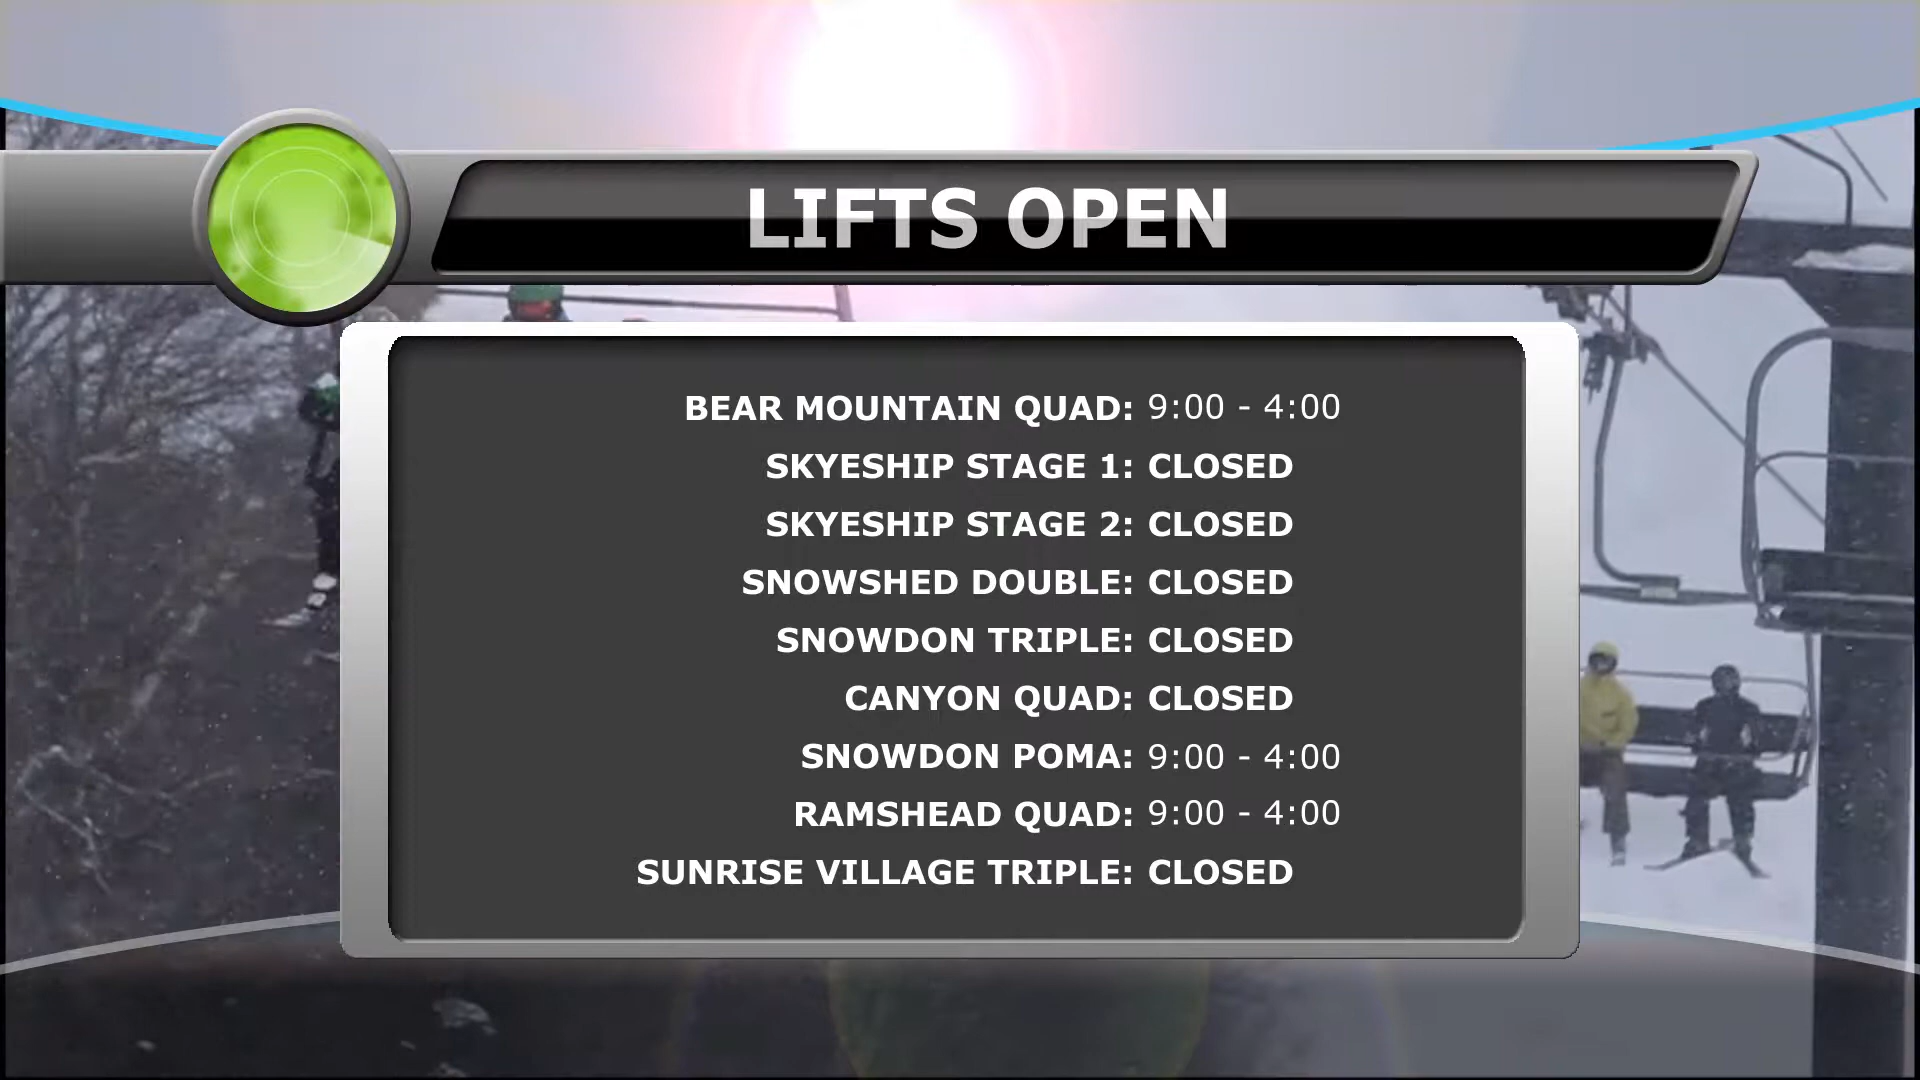 LIFTS OPEN
BEAR MOUNTAIN QUAD: 9:00 - 4:00
SKYESHIP STAGE 1: CLOSED
SKYESHIP STAGE 2: CLOSED
SNOWSHED DOUBLE: CLOSED
SNOWDON TRIPLE: CLOSED
CANYON QUAD: CLOSED
SNOWDON POMA: 9:00 - 4:00
RAMSHEAD QUAD: 9:00 - 4:00
SUNRISE VILLAGE TRIPLE: CLOSED